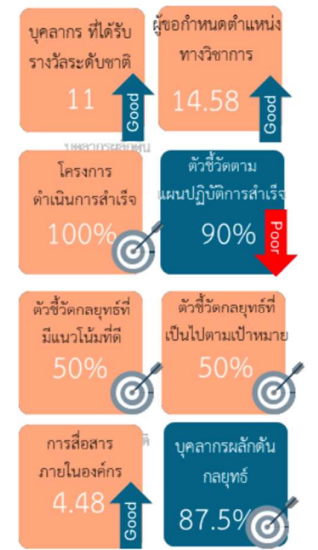 บุคลากร ที่ได้รับ
รางวัลระดับชาติ
11
Good
ผู้ขอกำหนดตำแหน่ง
ทางวิชาการ
14.58
Good
โครงการ
ดำเนินการสำเร็จ
100%
ตัวชี้วัดตาม
แผนปฏิบัติการสำเร็จ
90%
Poor
ตัวชี้วัดกลยุทธ์ที่
มีแนวโน้มที่ดี
50%
ตัวชี้วัดกลยุทธ์ที่
เป็นไปตามเป้าหมาย
50%
การสื่อสาร
ภายในองค์กร
4.48
Good
บุคลากรผลักดัน
กลยุทธ์
87.5%